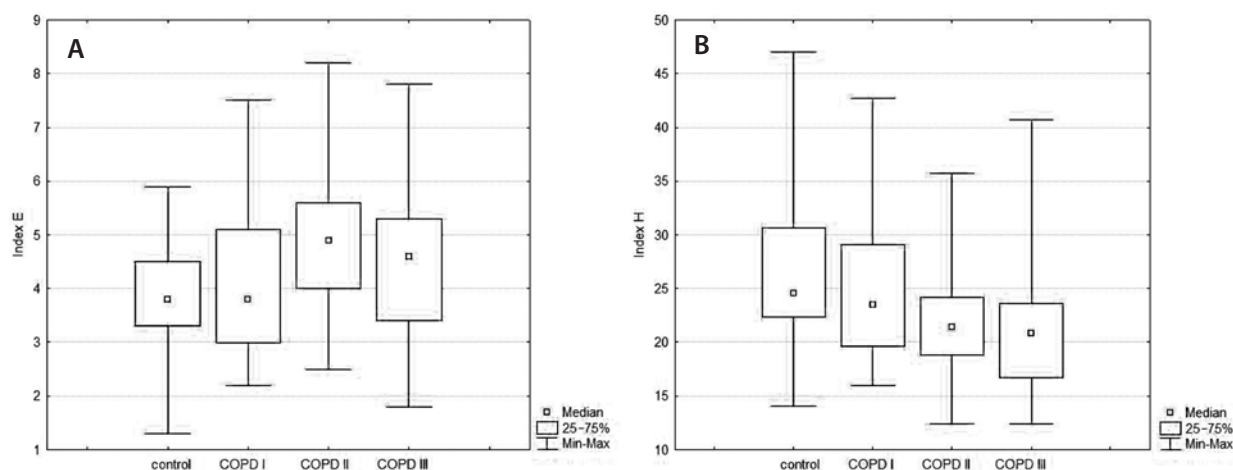 A
9
8
7
6
5
4
3
2
1
Index E
control COPD I COPD II COPD III
Median
25-75%
Min-Max
B
50
45
40
35
30
25
20
15
10
Index H
control COPD I COPD II COPD III
Median
25-75%
Min-Max